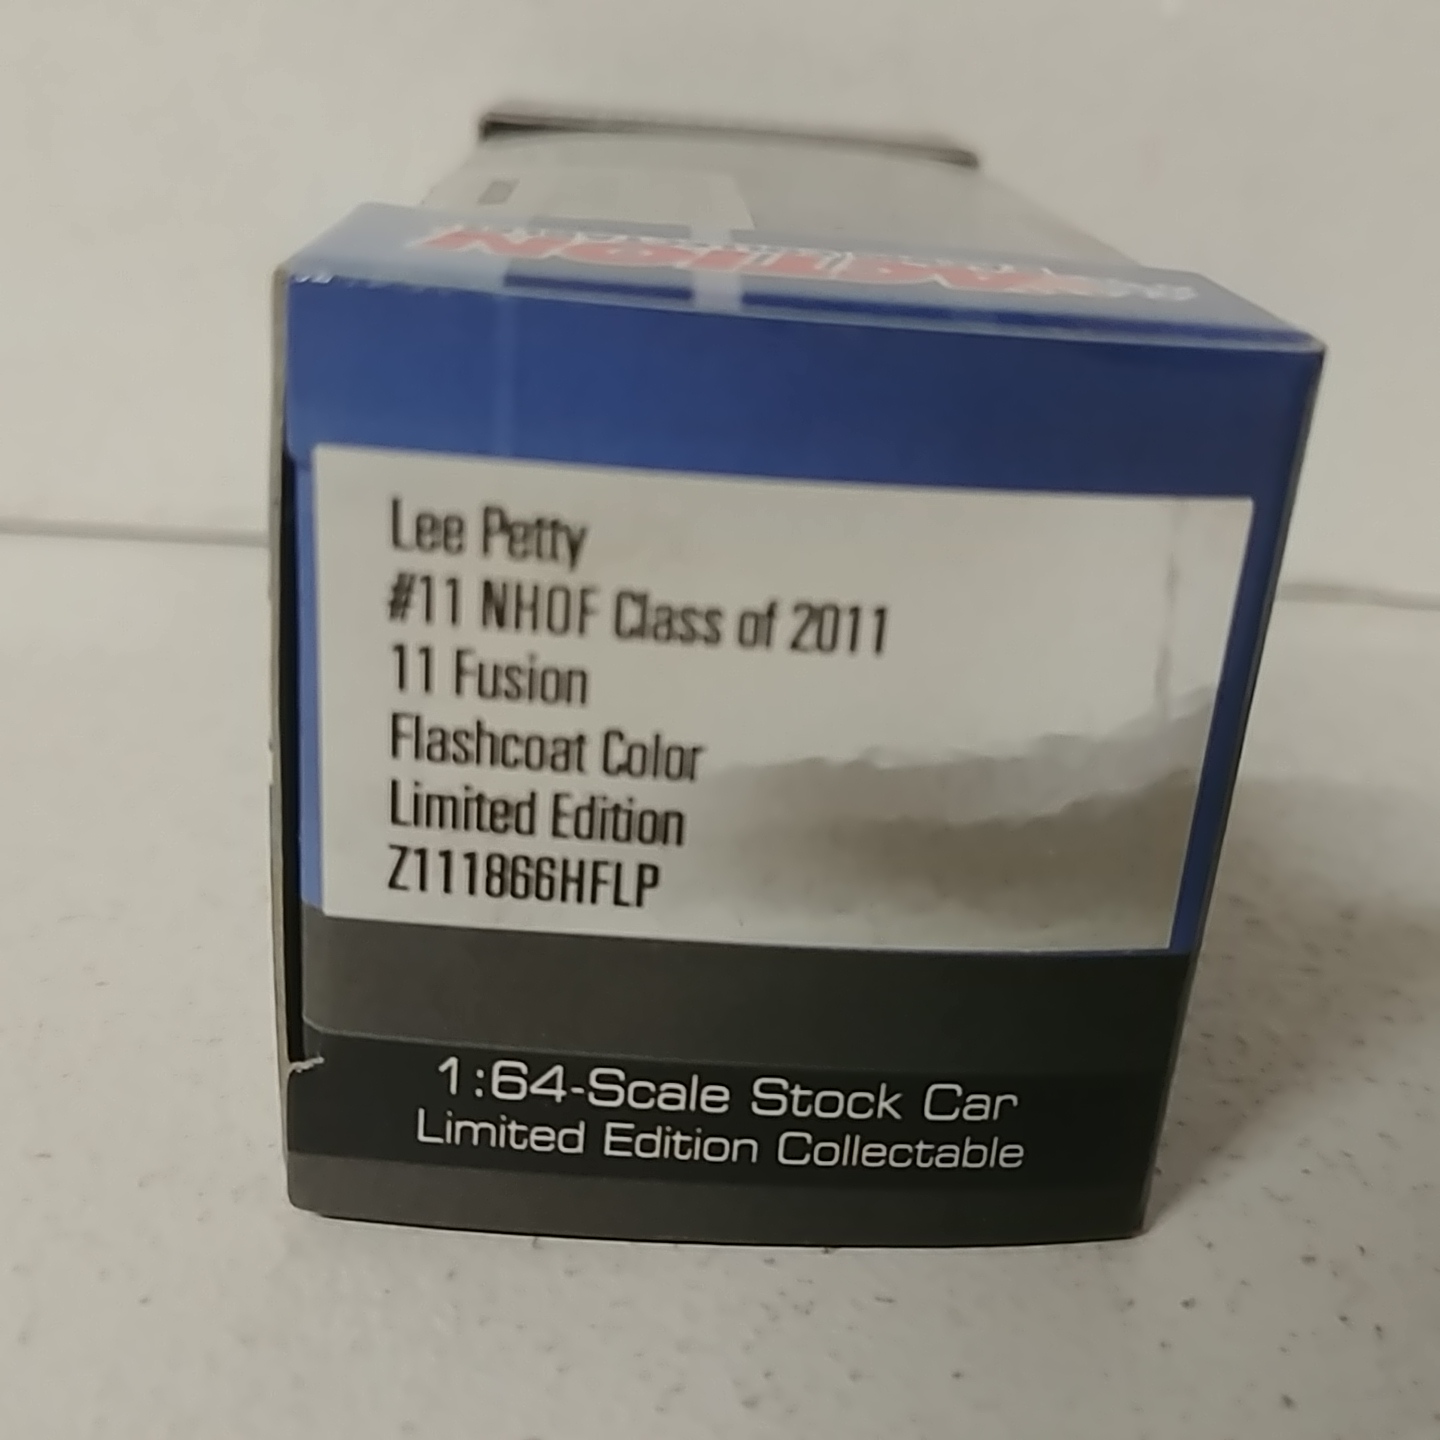 ACTION
Lee Petty
#11 NHOF Class of 2011
11 Fusion
Flashcoat Color
Limited Edition
Z111866HFLP
1:64-Scale Stock Car
Limited Edition Collectable